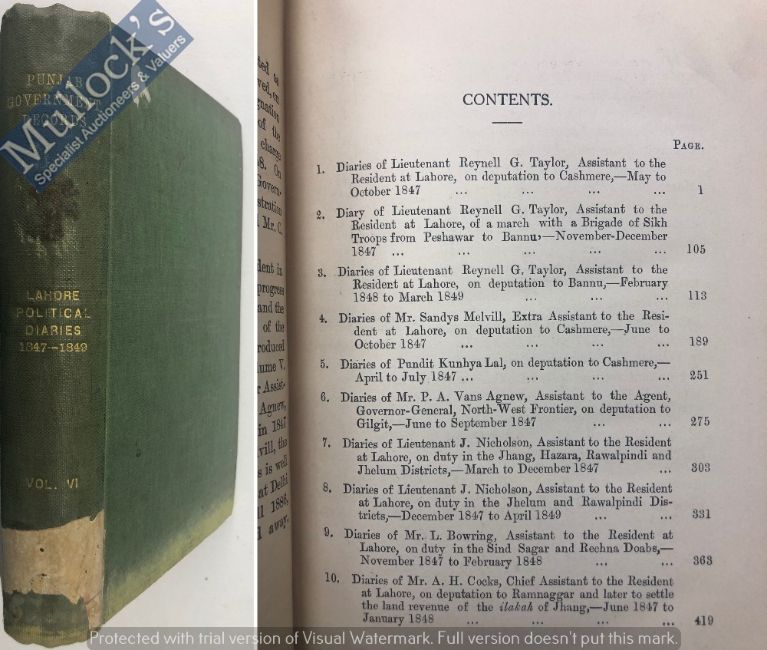 PUNJAB
GOVERNMENT
RECORDS
Mullock's
Specialist Auctioneers & Valuers
LAHORE
POLITICAL
DIARIES
1847--1849
VOL. VI
CONTENTS.
PAGE.
1. Diaries of Lieutenant Reynell G. Taylor, Assistant to the
Resident at Lahore, on deputation to Cashmere,—May to
October 1847 ... ... ... ... 1
2. Diary of Lieutenant Reynell G. Taylor, Assistant to the
Resident at Lahore, of a march with a Brigade of Sikh
Troops from Peshawar to Bannu,—November-December
1847 ... ... ... ... ... 105
3. Diaries of Lieutenant Reynell G. Taylor, Assistant to the
Resident at Lahore, on deputation to Bannu,—February
1848 to March 1849 ... ... ... 113
4. Diaries of Mr. Sandys Melvill, Extra Assistant to the Resi-
dent at Lahore, on deputation to Cashmere,—June to
October 1847 ... ... ... ... 189
5. Diaries of Pundit Kunhya Lal, on deputation to Cashmere,—
April to July 1847 ... ... ... ... 251
6. Diaries of Mr. P. A. Vans Agnew, Assistant to the Agent,
Governor-General, North-West Frontier, on deputation to
Gilgit,—June to September 1847 ... ... 275
7. Diaries of Lieutenant J. Nicholson, Assistant to the Resident
at Lahore, on duty in the Jhang, Hazara, Rawalpindi and
Jhelum Districts,—March to December 1847 ... 303
8. Diaries of Lieutenant J. Nicholson, Assistant to the Resident
at Lahore, on duty in the Jhelum and Rawalpindi Dis-
tricts,—December 1847 to April 1849 ... ... 331
9. Diaries of Mr. L. Bowring, Assistant to the Resident at
Lahore, on duty in the Sind Sagar and Rechna Doabs,—
November 1847 to February 1848 ... ... 363
10. Diaries of Mr. A. H. Cocks, Chief Assistant to the Resident
at Lahore, on deputation to Ramnaggar and later to settle
the land revenue of the ilakah of Jhang,—June 1847 to
January 1848 ... ... ... ... 419
Protected with trial version of Visual Watermark. Full version doesn't put this mark.